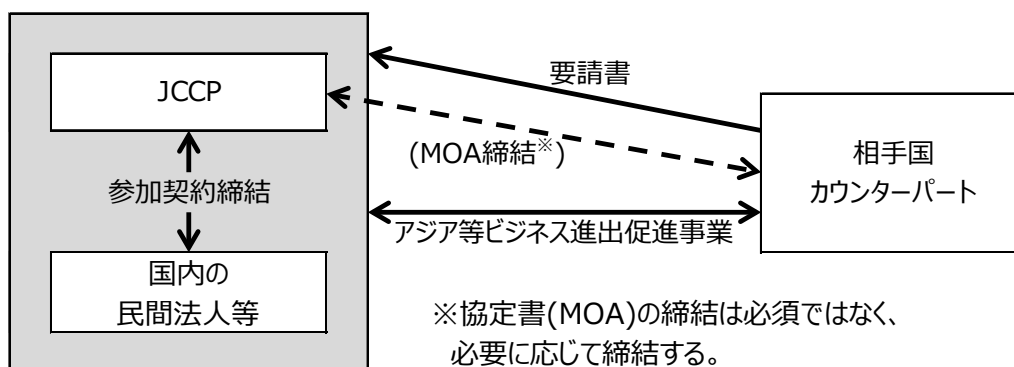 JCCP
要請書
(MOA締結※)
相手国
カウンターパート
参加契約締結
アジア等ビジネス進出促進事業
国内の
民間法人等
※協定書(MOA)の締結は必須ではなく、
必要に応じて締結する。